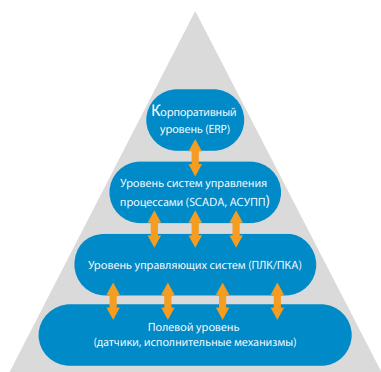 Корпоративный
уровень (ERP)
Уровень систем управления
процессами (SCADA, АСУПП)
Уровень управляющих систем (ПЛК/ПКА)
Полевой уровень
(датчики, исполнительные механизмы)